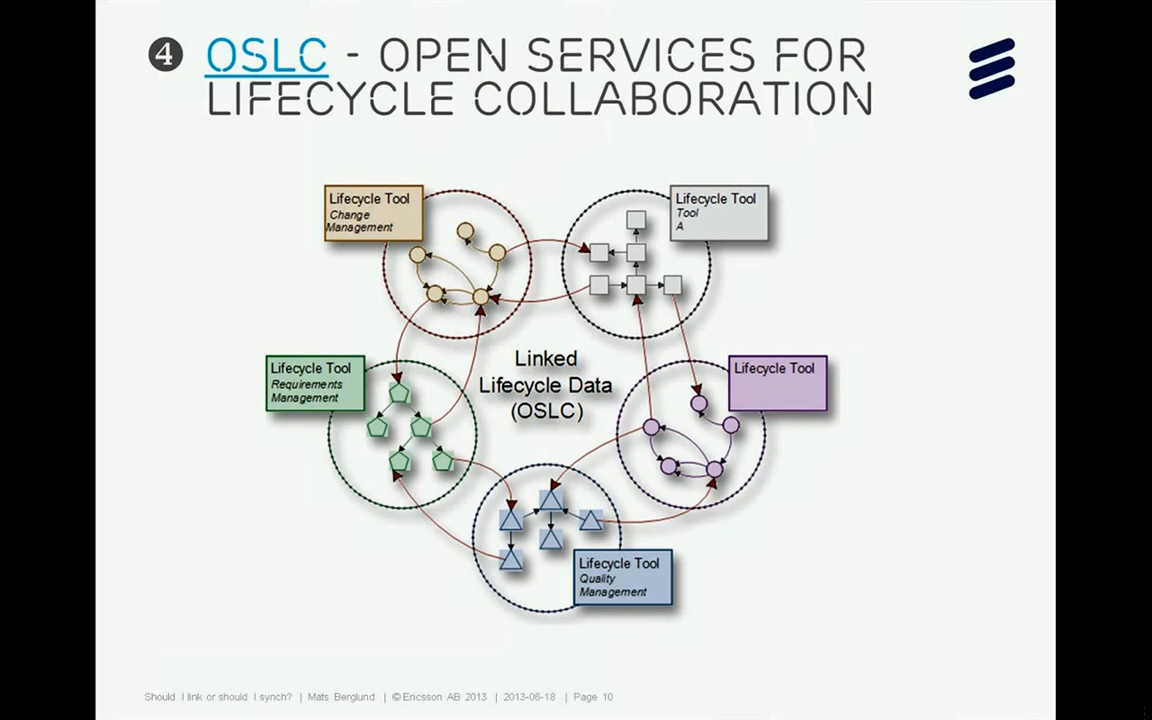 4 OSLC - OPEN SERVICES FOR
LIFECYCLE COLLABORATION
Lifecycle Tool
Change
Management
Lifecycle Tool
Tool
A
Linked
Lifecycle Data
(OSLC)
Lifecycle Tool
Requirements
Management
Lifecycle Tool
Lifecycle Tool
Quality
Management
Should I link or should I synch? | Mats Berglund | © Ericsson AB 2013 | 2013-06-18 | Page 10